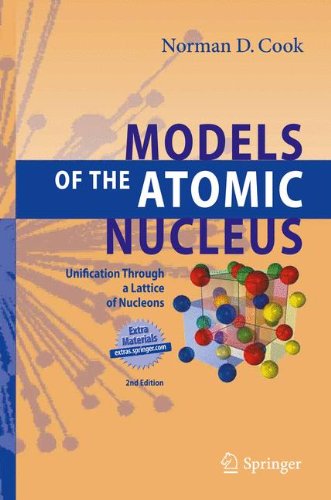 Norman D. Cook
MODELS
OF THE ATOMIC
NUCLEUS
Unification Through
a Lattice
of Nucleons
Extra
Materials
extras.springer.com
2nd Edition
Springer